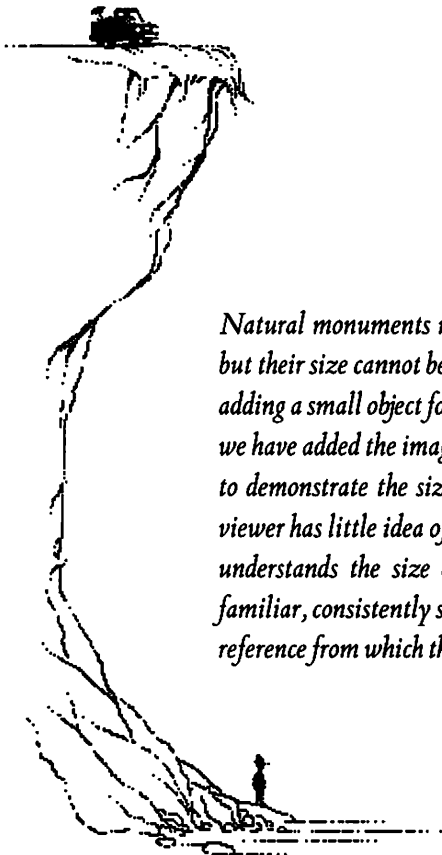 Natural monuments
but their size cannot be
adding a small object fo
we have added the imag
to demonstrate the siz
viewer has little idea o
understands the size
familiar, consistently s
reference from which th